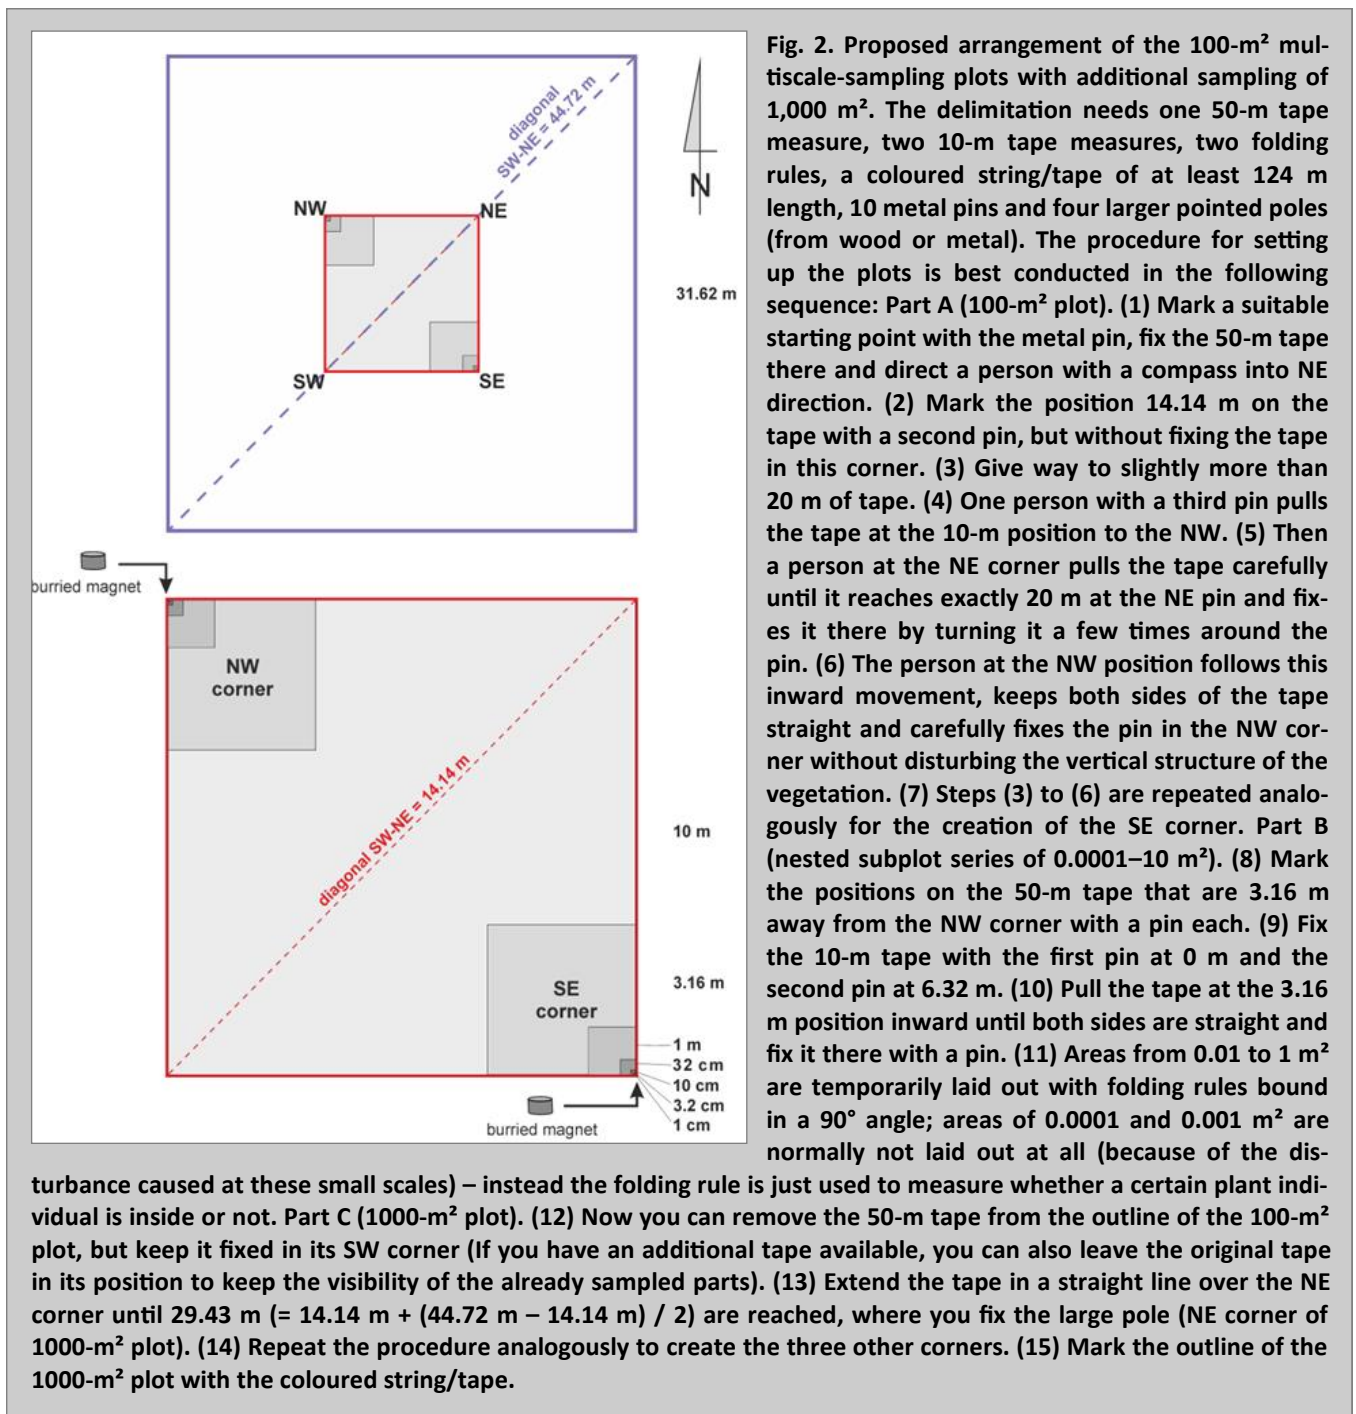 diagonal
SW-NE = 44.72 m
N
NW
NE
SW
SE
31.62 m
burried magnet
NW
corner
diagonal SW-NE = 14.14 m
10 m
SE
corner
3.16 m
1 m
32 cm
10 cm
3.2 cm
1 cm
burried magnet
Fig. 2. Proposed arrangement of the 100-m² mul-
tiscale-sampling plots with additional sampling of
1,000 m². The delimitation needs one 50-m tape
measure, two 10-m tape measures, two folding
rules, a coloured string/tape of at least 124 m
length, 10 metal pins and four larger pointed poles
(from wood or metal). The procedure for setting
up the plots is best conducted in the following
sequence: Part A (100-m² plot). (1) Mark a suitable
starting point with the metal pin, fix the 50-m tape
there and direct a person with a compass into NE
direction. (2) Mark the position 14.14 m on the
tape with a second pin, but without fixing the tape
in this corner. (3) Give way to slightly more than
20 m of tape. (4) One person with a third pin pulls
the tape at the 10-m position to the NW. (5) Then
a person at the NE corner pulls the tape carefully
until it reaches exactly 20 m at the NE pin and fix-
es it there by turning it a few times around the
pin. (6) The person at the NW position follows this
inward movement, keeps both sides of the tape
straight and carefully fixes the pin in the NW cor-
ner without disturbing the vertical structure of the
vegetation. (7) Steps (3) to (6) are repeated analo-
gously for the creation of the SE corner. Part B
(nested subplot series of 0.0001–10 m²). (8) Mark
the positions on the 50-m tape that are 3.16 m
away from the NW corner with a pin each. (9) Fix
the 10-m tape with the first pin at 0 m and the
second pin at 6.32 m. (10) Pull the tape at the 3.16
m position inward until both sides are straight and
fix it there with a pin. (11) Areas from 0.01 to 1 m²
are temporarily laid out with folding rules bound
in a 90° angle; areas of 0.0001 and 0.001 m² are
normally not laid out at all (because of the dis-
turbance caused at these small scales) – instead the folding rule is just used to measure whether a certain plant indi-
vidual is inside or not. Part C (1000-m² plot). (12) Now you can remove the 50-m tape from the outline of the 100-m²
plot, but keep it fixed in its SW corner (If you have an additional tape available, you can also leave the original tape
in its position to keep the visibility of the already sampled parts). (13) Extend the tape in a straight line over the NE
corner until 29.43 m (= 14.14 m + (44.72 m – 14.14 m) / 2) are reached, where you fix the large pole (NE corner of
1000-m² plot). (14) Repeat the procedure analogously to create the three other corners. (15) Mark the outline of the
1000-m² plot with the coloured string/tape.